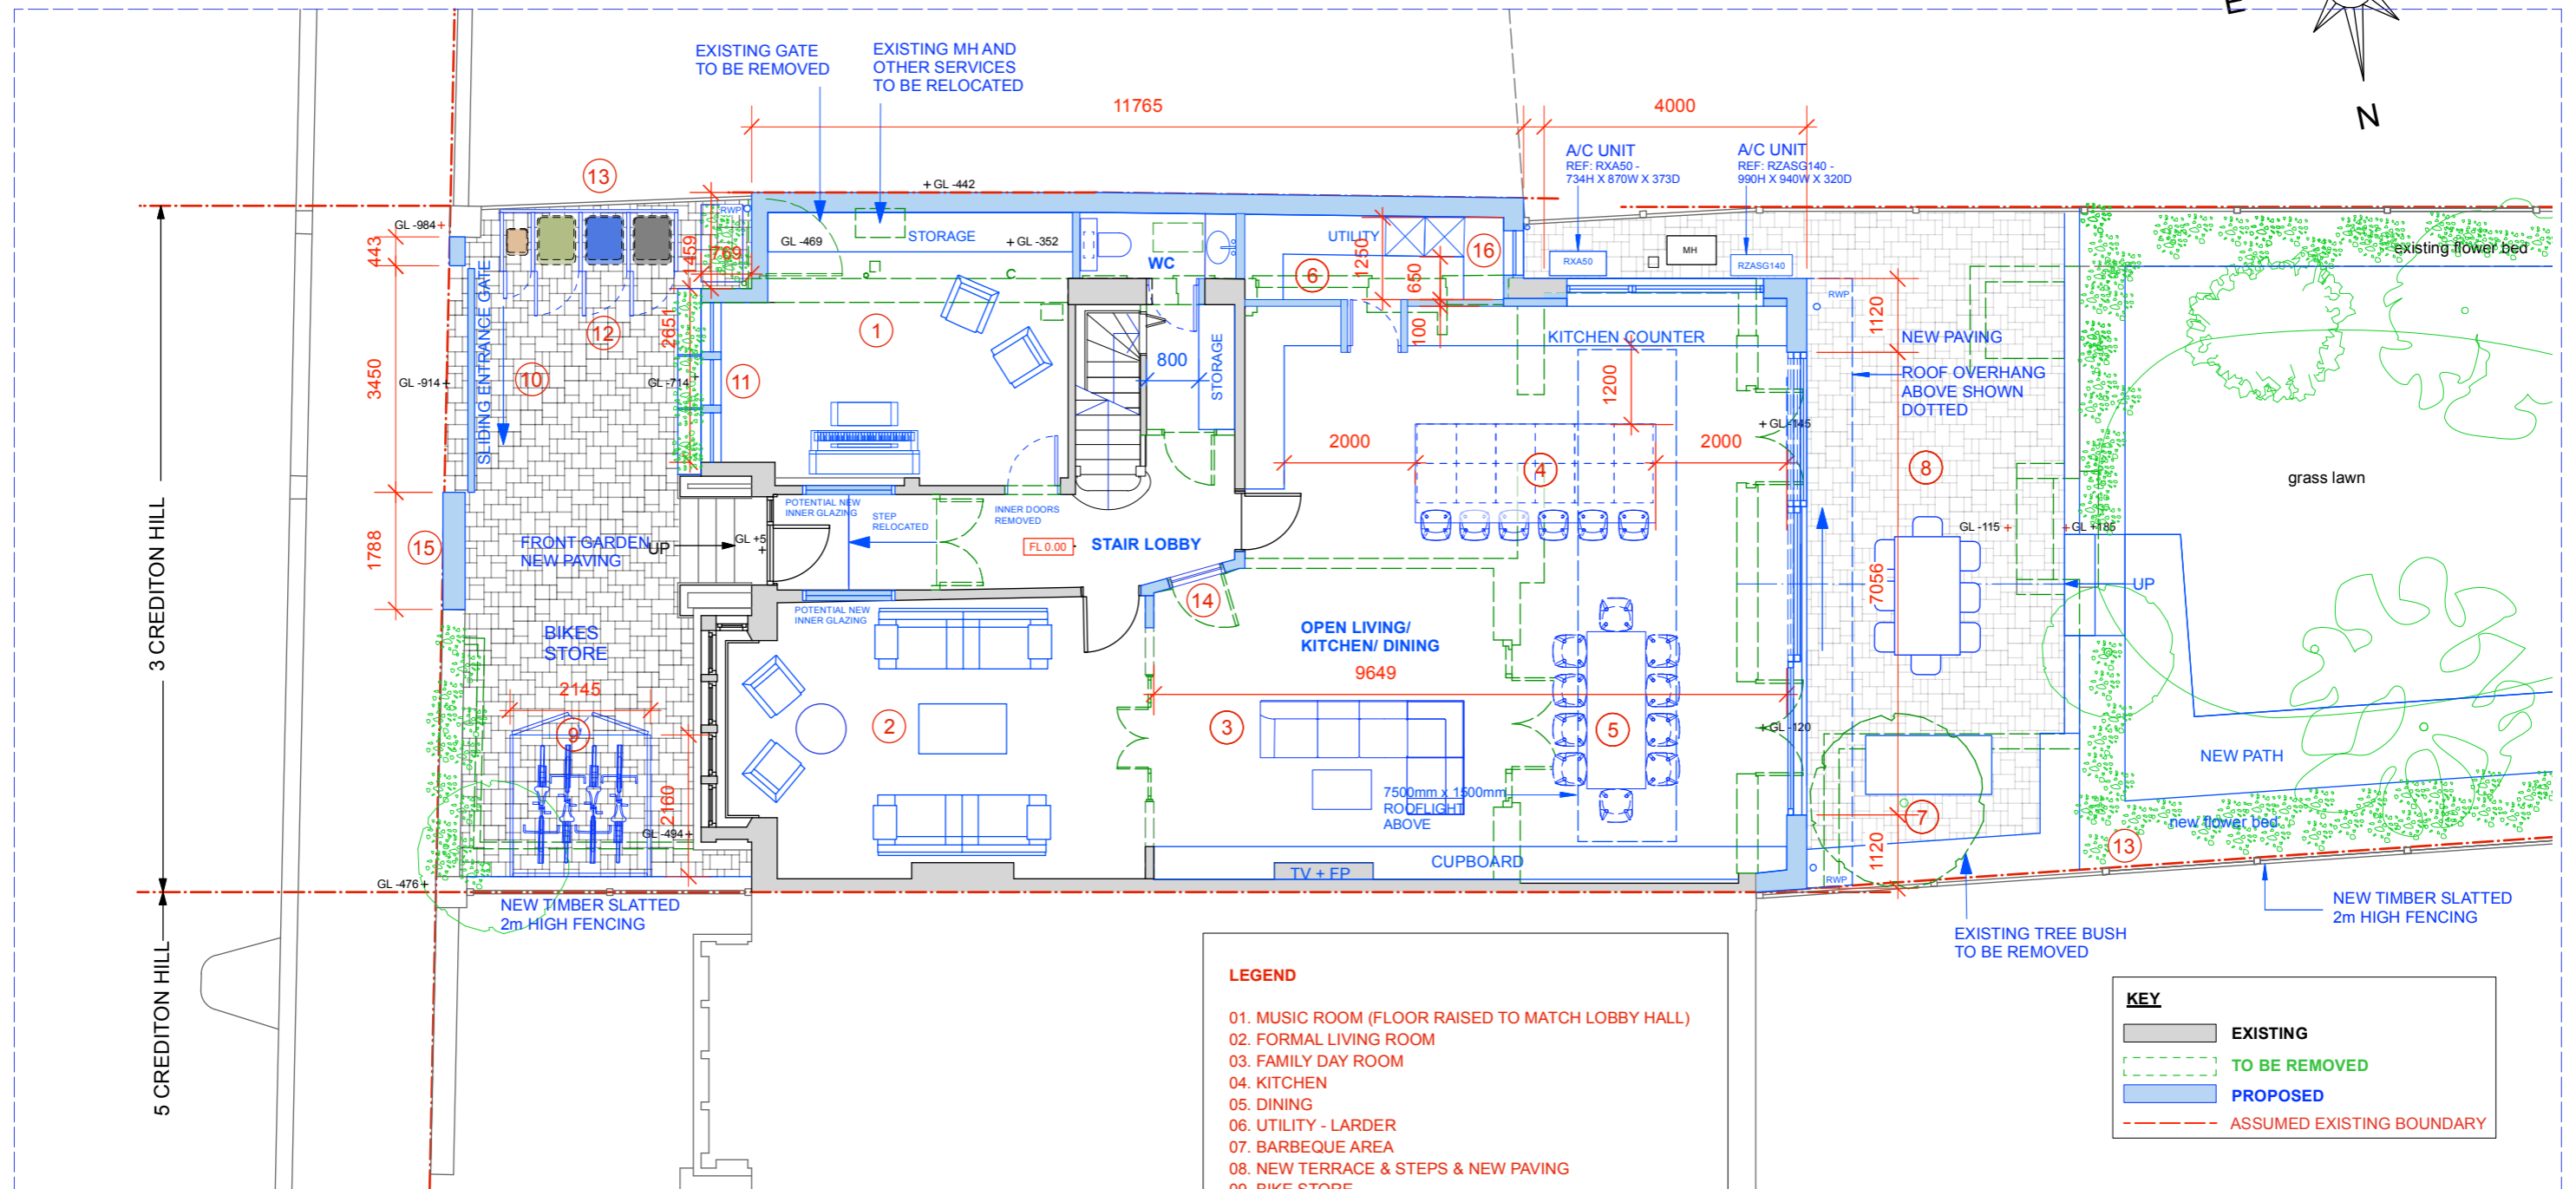 E
N
EXISTING GATE
TO BE REMOVED
EXISTING MH AND
OTHER SERVICES
TO BE RELOCATED
11765
4000
A/C UNIT
REF: RXA50 -
734H X 870W X 373D
A/C UNIT
REF: RZASG140 -
990H X 940W X 320D
13
GL -442
GL -984
RWP
443
1459
769
GL -469
STORAGE
GL -352
WC
UTILITY
1250
16
6
650
RXA50
MH
RZASG140
existing flower bed
RWP
SLIDING ENTRANCE GATE
12
2651
1
100
KITCHEN COUNTER
1120
NEW PAVING
3450
GL -914
10
GL -714
11
800
STORAGE
1200
ROOF OVERHANG
ABOVE SHOWN
DOTTED
GL -145
2000
2000
4
8
grass lawn
3 CREDITON HILL
POTENTIAL NEW
INNER GLAZING
STEP
RELOCATED
INNER DOORS
REMOVED
GL -115
GL +185
1788
15
FRONT GARDEN
NEW PAVING
UP
GL +5
FL 0.00
STAIR LOBBY
7056
UP
14
POTENTIAL NEW
INNER GLAZING
BIKES
STORE
OPEN LIVING/
KITCHEN/ DINING
9649
2145
9
2
3
5
GL -120
NEW PATH
2160
7500mm x 1500mm
ROOFLIGHT
ABOVE
7
new flower bed
GL -494
13
1120
CUPBOARD
TV + FP
RWP
GL -476
NEW TIMBER SLATTED
2m HIGH FENCING
NEW TIMBER SLATTED
2m HIGH FENCING
EXISTING TREE BUSH
TO BE REMOVED
5 CREDITON HILL
LEGEND
01. MUSIC ROOM (FLOOR RAISED TO MATCH LOBBY HALL)
02. FORMAL LIVING ROOM
03. FAMILY DAY ROOM
04. KITCHEN
05. DINING
06. UTILITY - LARDER
07. BARBEQUE AREA
08. NEW TERRACE & STEPS & NEW PAVING
09. BIKE STORE
KEY
EXISTING
TO BE REMOVED
PROPOSED
ASSUMED EXISTING BOUNDARY